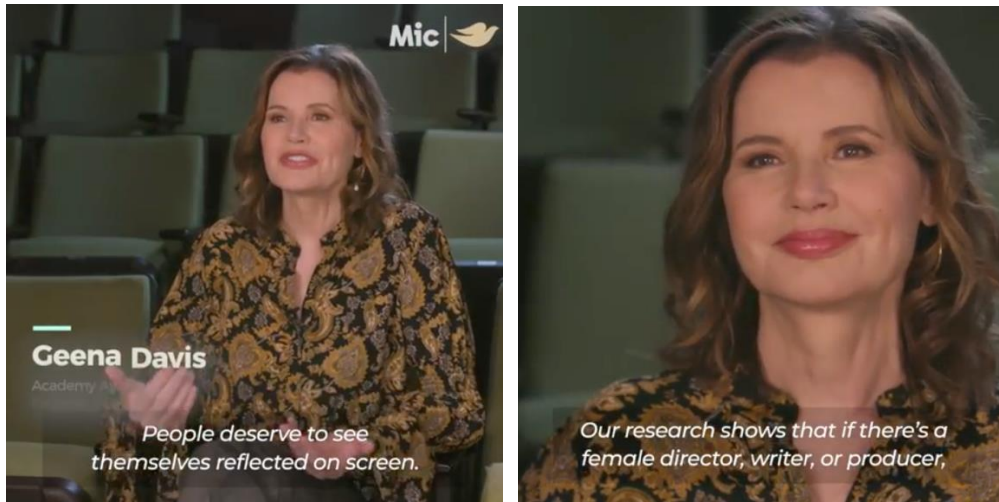 Mic
Geena Davis
Academy
People deserve to see
themselves reflected on screen.
Our research shows that if there's a
female director, writer, or producer,